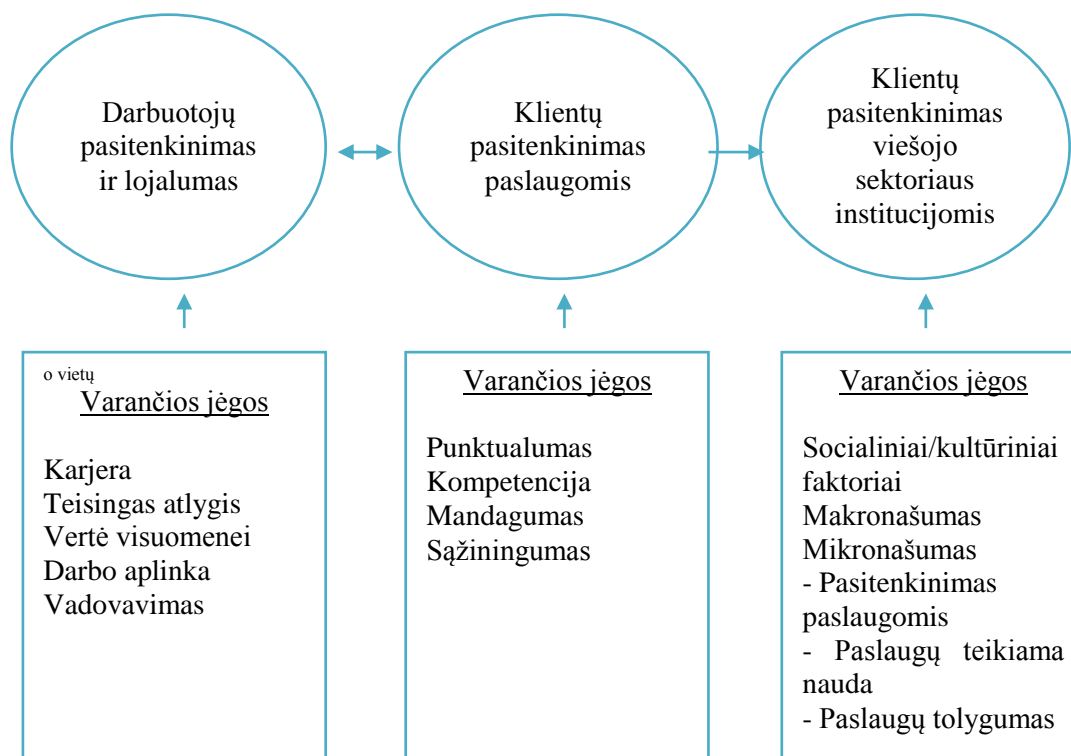 Darbuotojų
pasitenkinimas
ir lojalumas
Klientų
pasitenkinimas
paslaugomis
Klientų
pasitenkinimas
viešojo
sektoriaus
institucijomis
o vietų
Varančios jėgos
Karjera
Teisingas atlygis
Vertė visuomenei
Darbo aplinka
Vadovavimas
Varančios jėgos
Punktualumas
Kompetencija
Mandagumas
Sąžiningumas
Varančios jėgos
Socialiniai/kultūriniai
faktoriai
Makronašumas
Mikronašumas
- Pasitenkinimas
paslaugomis
- Paslaugų teikiama
nauda
- Paslaugų tolygumas